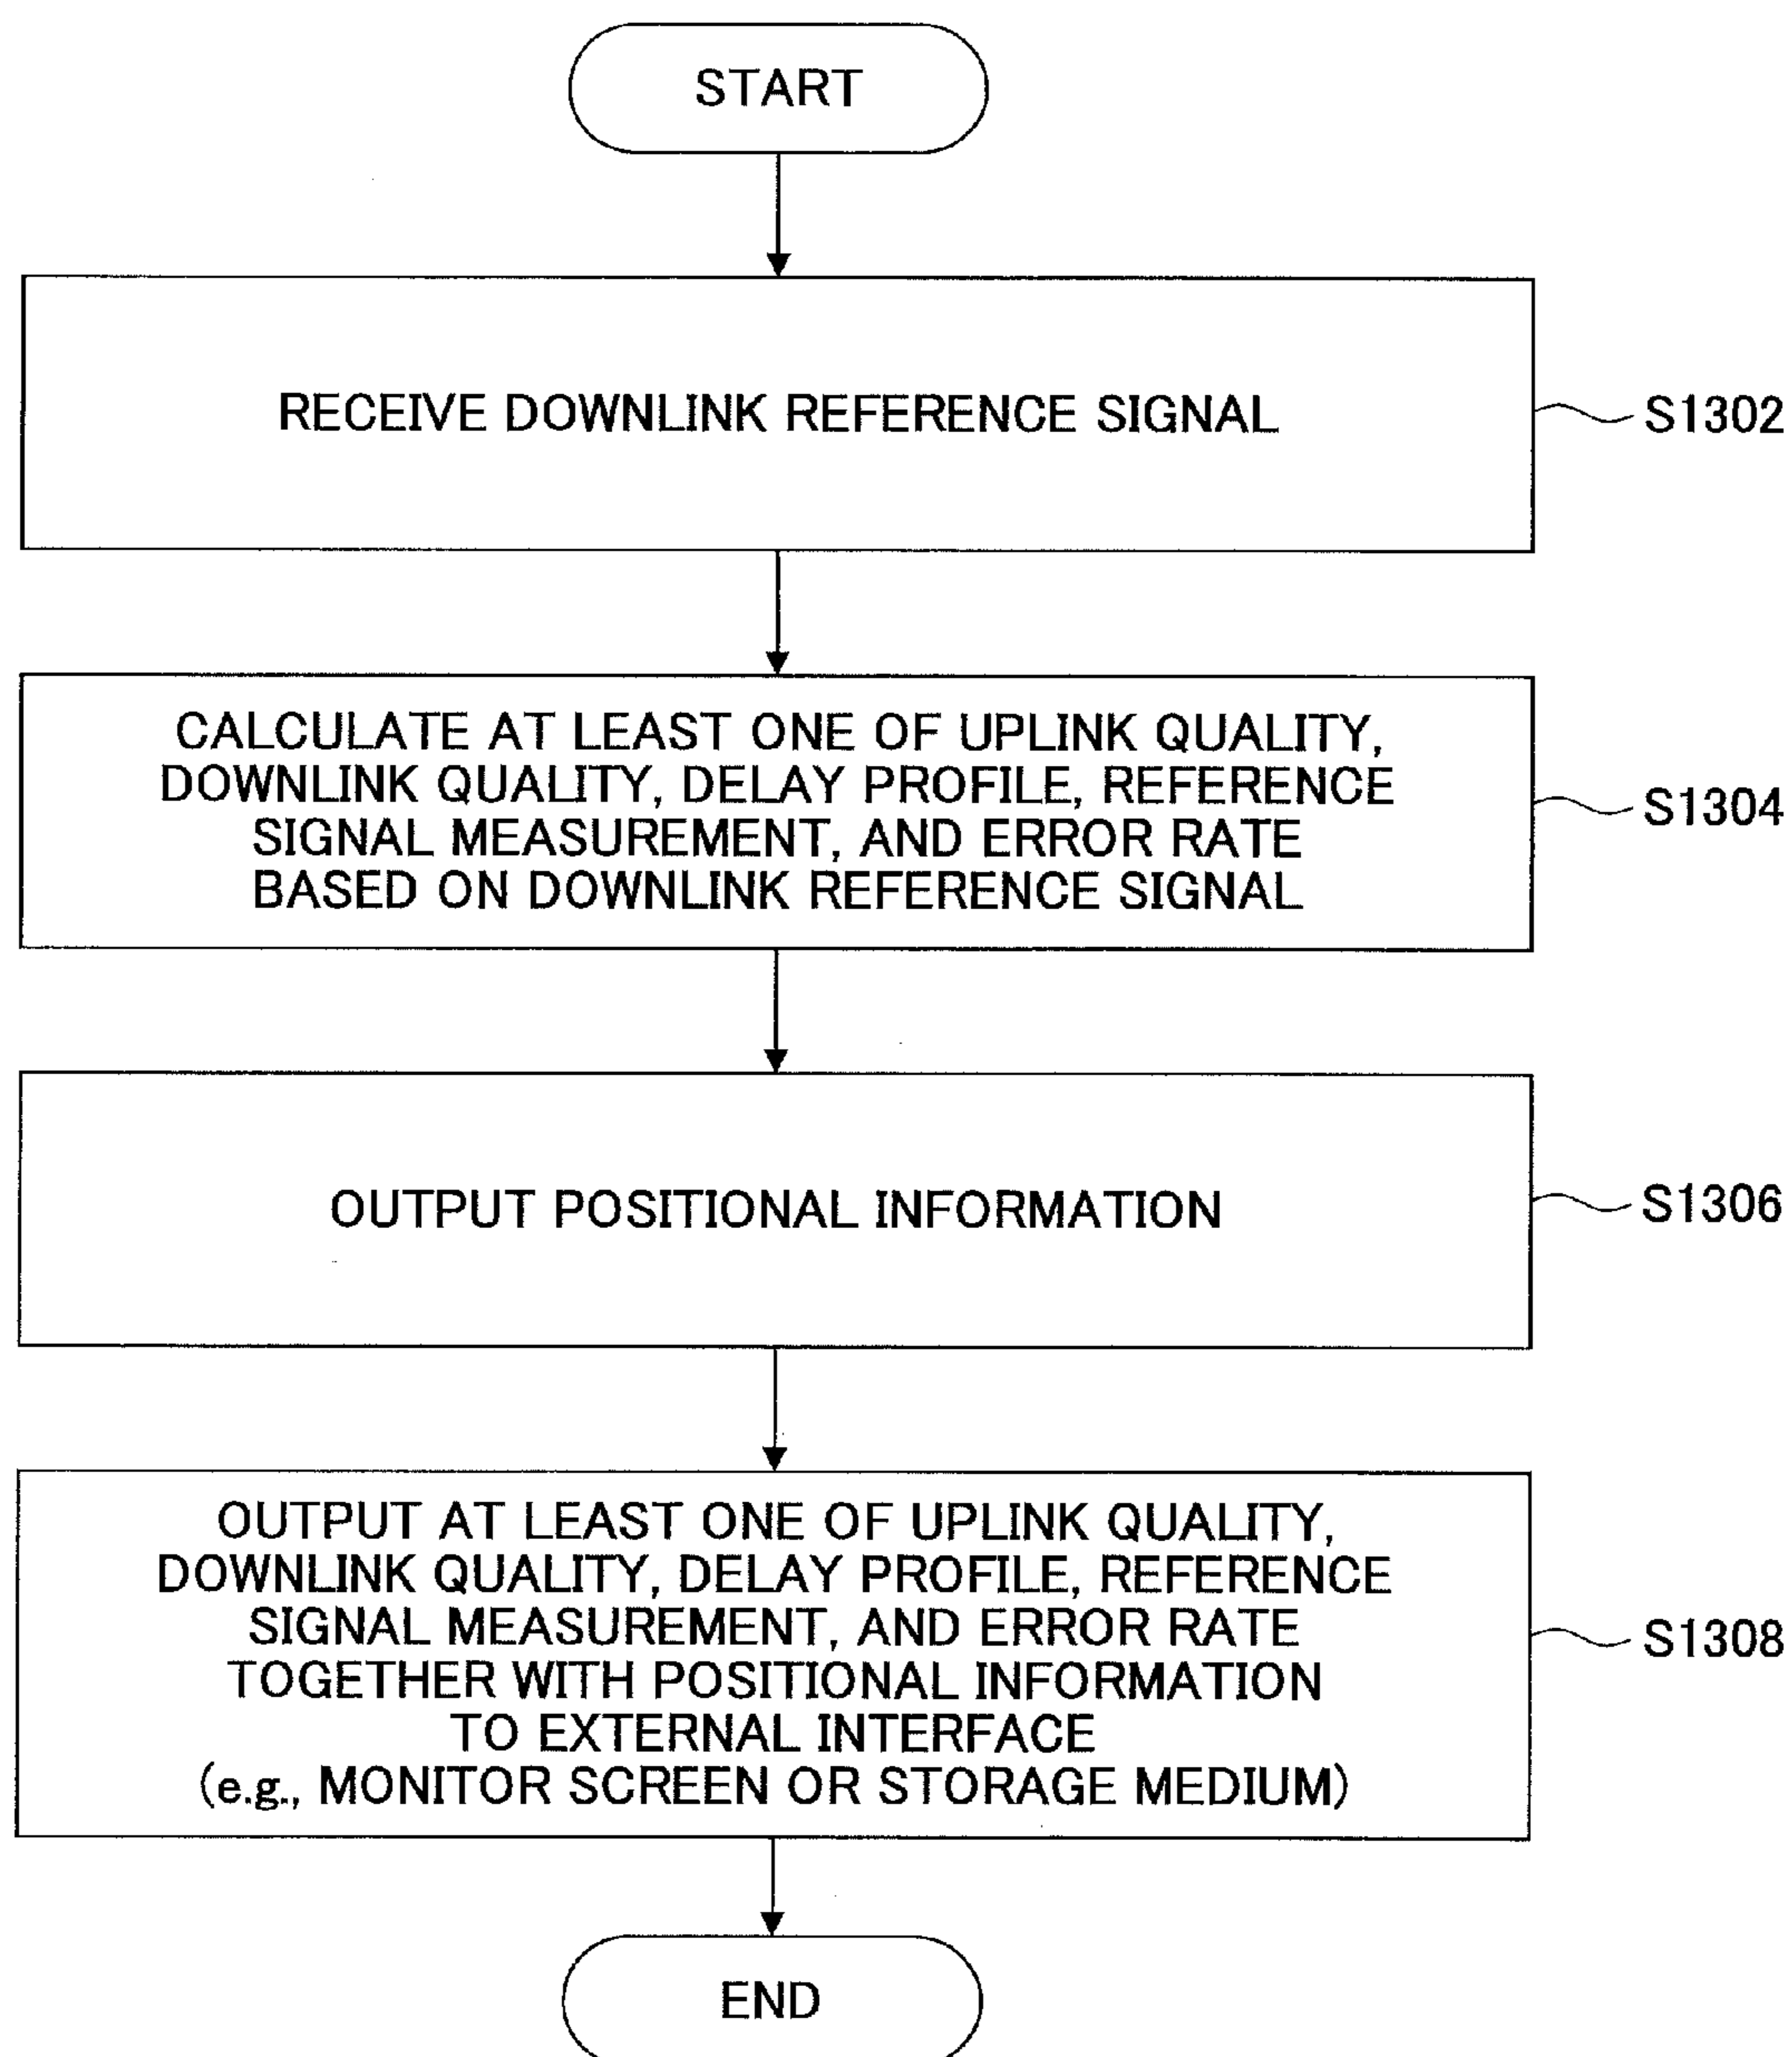 START
RECEIVE DOWNLINK REFERENCE SIGNAL
S1302
CALCULATE AT LEAST ONE OF UPLINK QUALITY,
DOWNLINK QUALITY, DELAY PROFILE, REFERENCE
SIGNAL MEASUREMENT, AND ERROR RATE
BASED ON DOWNLINK REFERENCE SIGNAL
S1304
OUTPUT POSITIONAL INFORMATION
S1306
OUTPUT AT LEAST ONE OF UPLINK QUALITY,
DOWNLINK QUALITY, DELAY PROFILE, REFERENCE
SIGNAL MEASUREMENT, AND ERROR RATE
TOGETHER WITH POSITIONAL INFORMATION
TO EXTERNAL INTERFACE
(e.g., MONITOR SCREEN OR STORAGE MEDIUM)
S1308
END